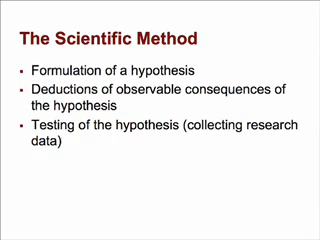 The Scientific Method
▪ Formulation of a hypothesis
▪ Deductions of observable consequences of
the hypothesis
▪ Testing of the hypothesis (collecting research
data)